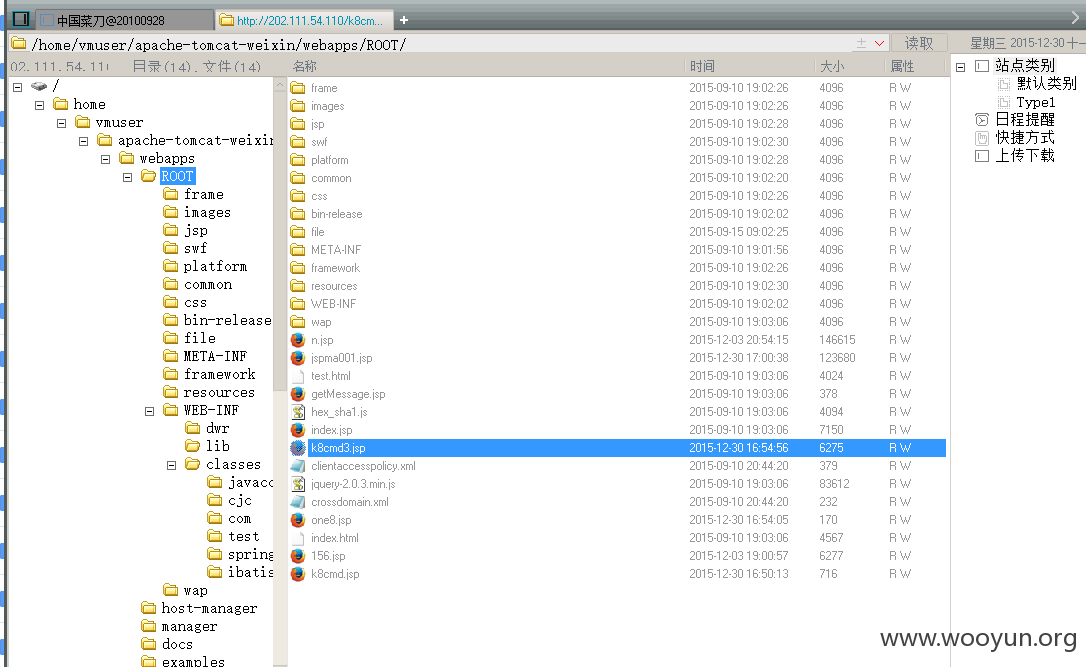 中国菜刀@20100928
http://202.111.54.110/k8cm...
+
/home/vmuser/apache-tomcat-weixin/webapps/ROOT/
读取
星期三 2015-12-30 十一
目录(14),文件(14)
名称 时间 大小 属性
/
home
vmuser
apache-tomcat-weixin
webapps
ROOT
frame
images
jsp
swf
platform
common
css
bin-release
file
META-INF
framework
resources
WEB-INF
dwr
lib
classes
javacc
cjc
com
test
spring
ibatis
wap
host-manager
manager
docs
examples
frame 2015-09-10 19:02:26 4096 R W
images 2015-09-10 19:02:26 4096 R W
jsp 2015-09-10 19:02:28 4096 R W
swf 2015-09-10 19:02:30 4096 R W
platform 2015-09-10 19:02:28 4096 R W
common 2015-09-10 19:02:20 4096 R W
css 2015-09-10 19:02:26 4096 R W
bin-release 2015-09-10 19:02:02 4096 R W
file 2015-09-15 09:02:25 4096 R W
META-INF 2015-09-10 19:01:56 4096 R W
framework 2015-09-10 19:02:26 4096 R W
resources 2015-09-10 19:02:30 4096 R W
WEB-INF 2015-09-10 19:02:02 4096 R W
wap 2015-09-10 19:03:06 4096 R W
n.jsp 2015-12-03 20:54:15 146615 R W
jspma001.jsp 2015-12-30 17:00:38 123680 R W
test.html 2015-09-10 19:03:06 4024 R W
getMessage.jsp 2015-09-10 19:03:06 378 R W
hex_sha1.js 2015-09-10 19:03:06 4094 R W
index.jsp 2015-09-10 19:03:06 7150 R W
k8cmd3.jsp 2015-12-30 16:54:56 6275 R W
clientaccesspolicy.xml 2015-09-10 20:44:20 379 R W
jquery-2.0.3.min.js 2015-09-10 19:03:06 83612 R W
crossdomain.xml 2015-09-10 20:44:20 232 R W
one8.jsp 2015-12-30 16:54:05 170 R W
index.html 2015-09-10 19:03:06 4567 R W
156.jsp 2015-12-03 19:00:57 6277 R W
k8cmd.jsp 2015-12-30 16:50:13 716 R W
站点类别
默认类别
Type1
日程提醒
快捷方式
上传下载
www.wooyun.org